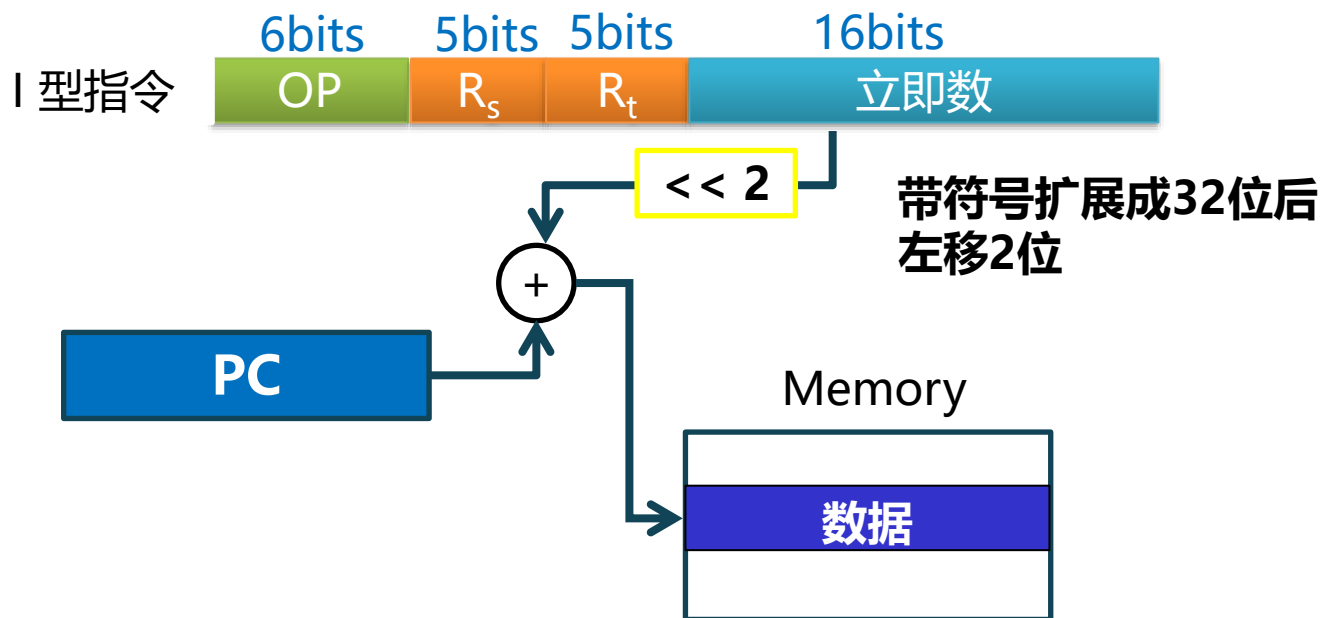 6bits 5bits 5bits 16bits
I 型指令 OP Rs Rt 立即数
<< 2
带符号扩展成32位后
左移2位
+
PC
Memory
数据